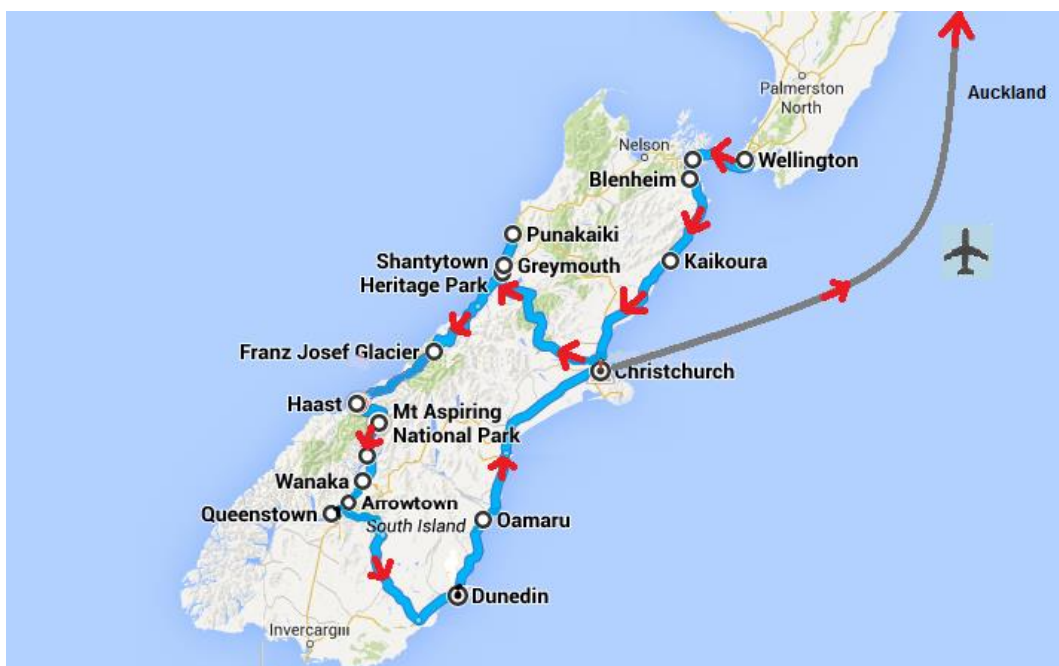 Auckland
Palmerston
North
Nelson
Wellington
Blenheim
Punakaiki
Kaikoura
Shantytown
Heritage Park
Greymouth
Franz Josef Glacier
Christchurch
Haast
Mt Aspiring
National Park
Wanaka
Arrowtown
Queenstown
South Island
Oamaru
Dunedin
Invercargill